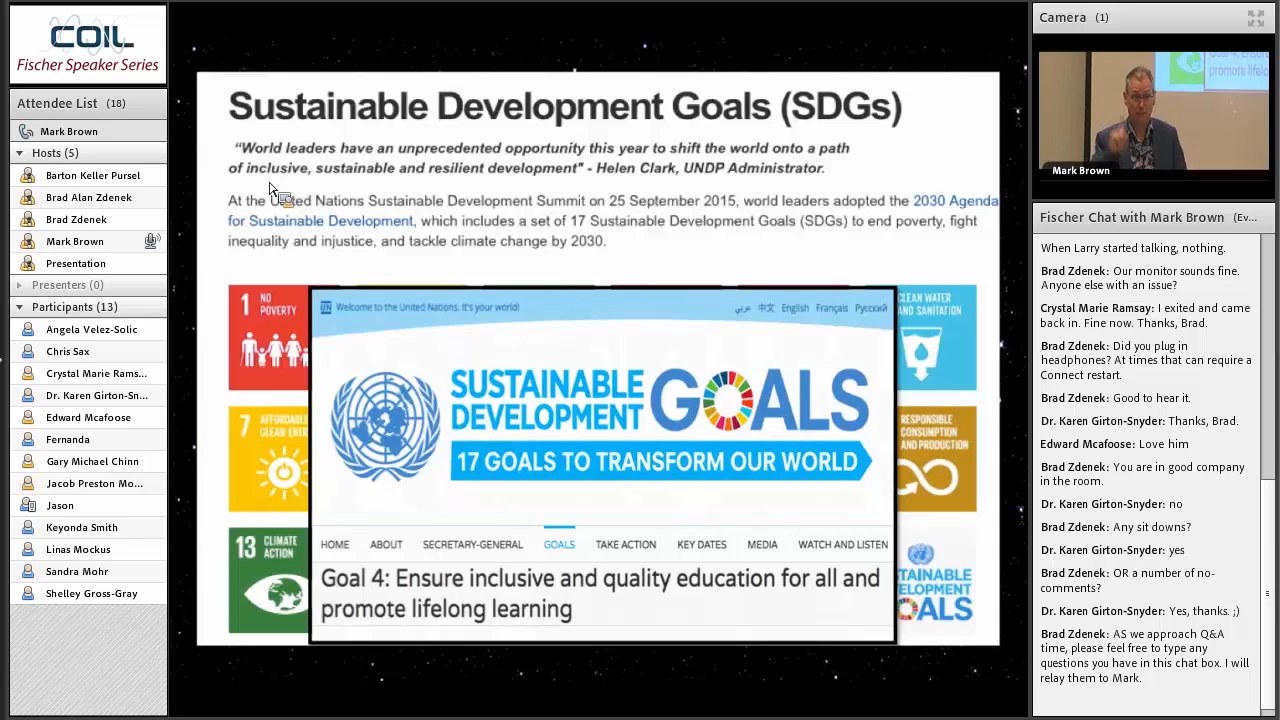 COIL
Fischer Speaker Series
Attendee List (18)
Mark Brown
Hosts (5)
Barton Keller Pursel
Brad Alan Zdenek
Brad Zdenek
Mark Brown
Presentation
Presenters (0)
Participants (13)
Angela Velez-Solic
Chris Sax
Crystal Marie Rams...
Dr. Karen Girton-Sn...
Edward Mcafoose
Fernanda
Gary Michael Chinn
Jacob Preston Mo...
Jason
Keyonda Smith
Linas Mockus
Sandra Mohr
Shelley Gross-Gray
Sustainable Development Goals (SDGs)
“World leaders have an unprecedented opportunity this year to shift the world onto a path
of inclusive, sustainable and resilient development" - Helen Clark, UNDP Administrator.
At the United Nations Sustainable Development Summit on 25 September 2015, world leaders adopted the 2030 Agenda
for Sustainable Development, which includes a set of 17 Sustainable Development Goals (SDGs) to end poverty, fight
inequality and injustice, and tackle climate change by 2030.
1 NO
POVERTY
CLEAN WATER
AND SANITATION
7 AFFORDABLE
CLEAN ENER
RESPONSIBLE
CONSUMPTION
AND PRODUCTION
13 CLIMATE
ACTION
TAINABLE
ELOPMENT
ALS
UN Welcome to the United Nations. It's your world!
عربي 中文 English Français Русский
SUSTAINABLE
DEVELOPMENT
GOALS
17 GOALS TO TRANSFORM OUR WORLD
HOME ABOUT SECRETARY-GENERAL GOALS TAKE ACTION KEY DATES MEDIA WATCH AND LISTEN
Goal 4: Ensure inclusive and quality education for all and
promote lifelong learning
Camera (1)
Goal 4: Ensure
promote lifelo
Mark Brown
Fischer Chat with Mark Brown (Ev...
When Larry started talking, nothing.
Brad Zdenek: Our monitor sounds fine.
Anyone else with an issue?
Crystal Marie Ramsay: I exited and came
back in. Fine now. Thanks, Brad.
Brad Zdenek: Did you plug in
headphones? At times that can require a
Connect restart.
Brad Zdenek: Good to hear it.
Dr. Karen Girton-Snyder: Thanks, Brad.
Edward Mcafoose: Love him
Brad Zdenek: You are in good company
in the room.
Dr. Karen Girton-Snyder: no
Brad Zdenek: Any sit downs?
Dr. Karen Girton-Snyder: yes
Brad Zdenek: OR a number of no-
comments?
Dr. Karen Girton-Snyder: Yes, thanks. ;)
Brad Zdenek: AS we approach Q&A
time, please feel free to type any
questions you have in this chat box. I will
relay them to Mark.